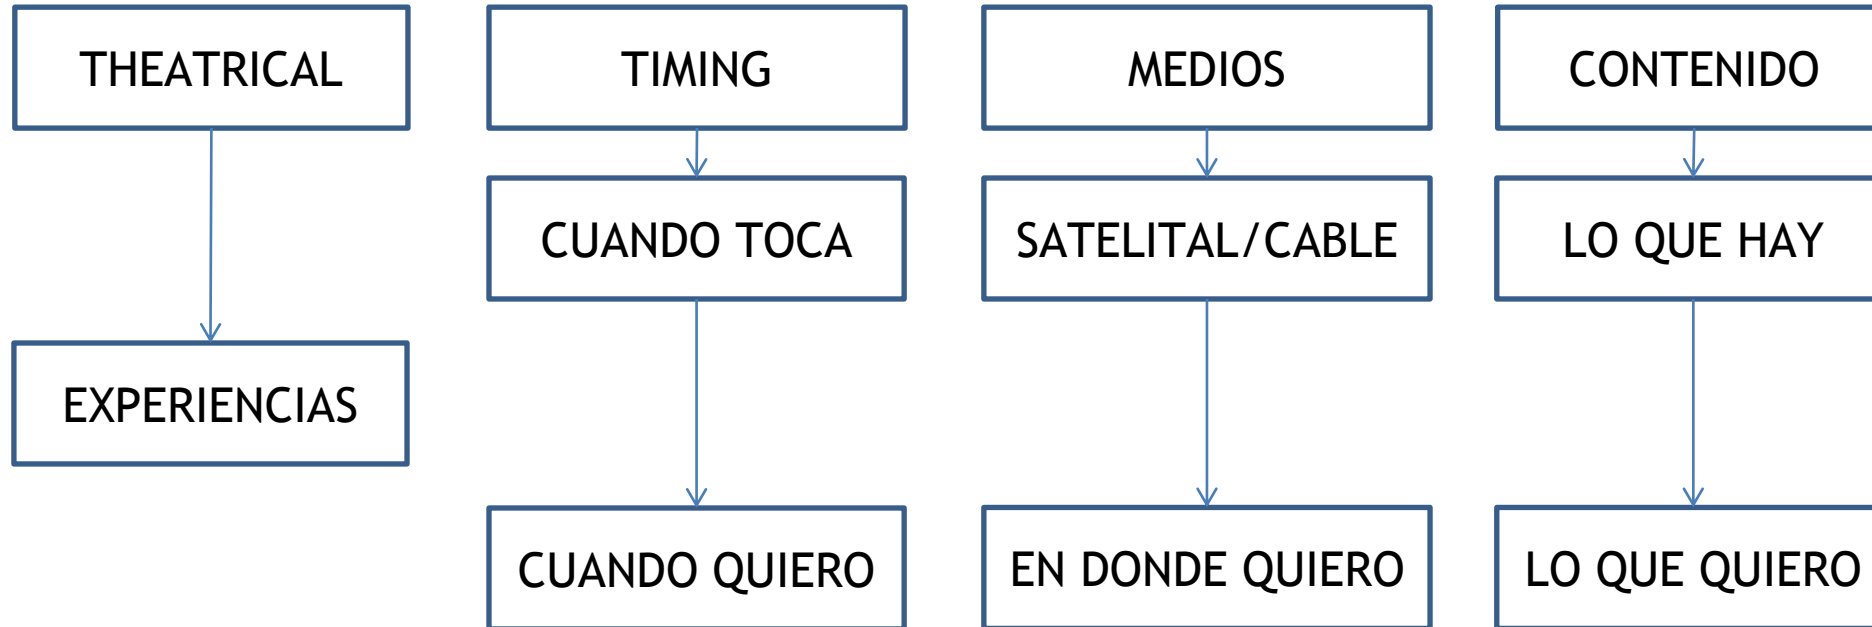 THEATRICAL
TIMING
MEDIOS
CONTENIDO
CUANDO TOCA
SATELITAL/CABLE
LO QUE HAY
EXPERIENCIAS
CUANDO QUIERO
EN DONDE QUIERO
LO QUE QUIERO